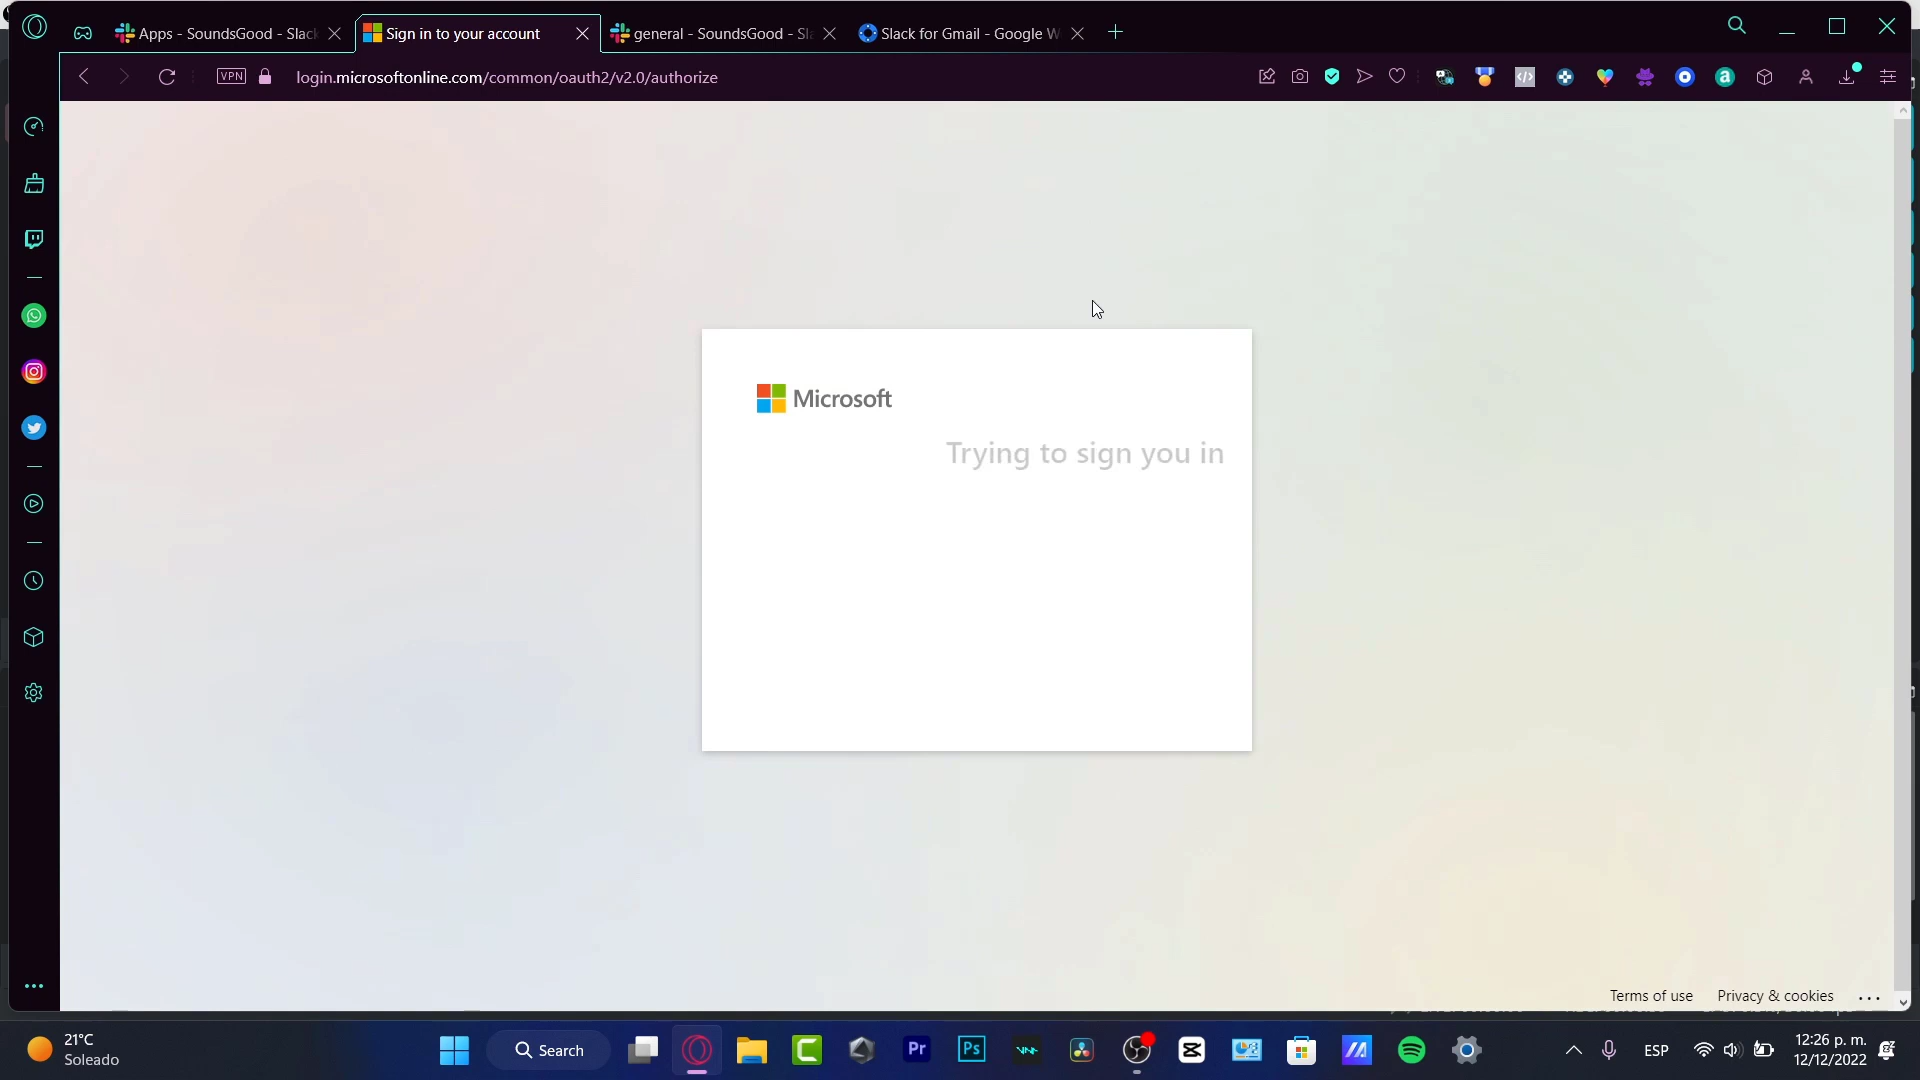 Apps - SoundsGood - Slack
Sign in to your account
general - SoundsGood - Sl
Slack for Gmail - Google W
VPN
login.microsoftonline.com/common/oauth2/v2.0/authorize
Microsoft
Trying to sign you in
Terms of use
Privacy & cookies
21°C
Soleado
Search
Pr
Ps
ESP
12:26 p. m.
12/12/2022